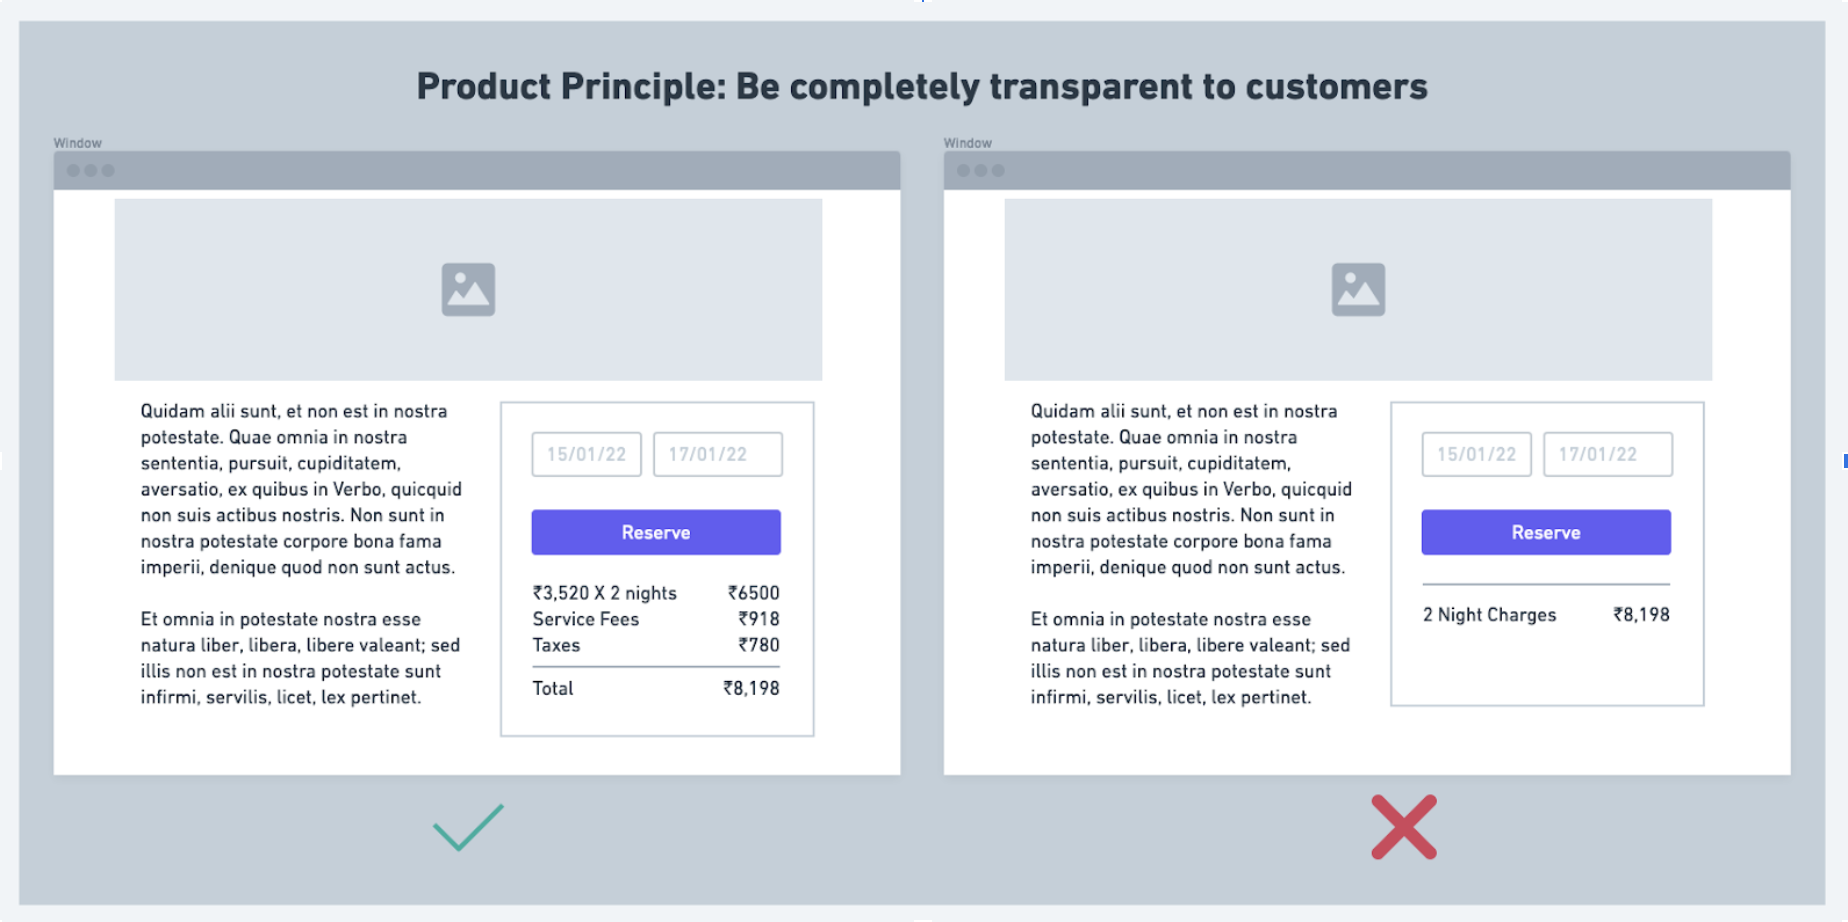 Product Principle: Be completely transparent to customers
Window
Quidam alii sunt, et non est in nostra
potestate. Quae omnia in nostra
sententia, pursuit, cupiditatem,
aversatio, ex quibus in Verbo, quicquid
non suis actibus nostris. Non sunt in
nostra potestate corpore bona fama
imperii, denique quod non sunt actus.
Et omnia in potestate nostra esse
natura liber, libera, libere valeant; sed
illis non est in nostra potestate sunt
infirmi, servilis, licet, lex pertinet.
15/01/22 17/01/22
Reserve
₹3,520 X 2 nights ₹6500
Service Fees ₹918
Taxes ₹780
Total ₹8,198
Window
Quidam alii sunt, et non est in nostra
potestate. Quae omnia in nostra
sententia, pursuit, cupiditatem,
aversatio, ex quibus in Verbo, quicquid
non suis actibus nostris. Non sunt in
nostra potestate corpore bona fama
imperii, denique quod non sunt actus.
Et omnia in potestate nostra esse
natura liber, libera, libere valeant; sed
illis non est in nostra potestate sunt
infirmi, servilis, licet, lex pertinet.
15/01/22 17/01/22
Reserve
2 Night Charges ₹8,198